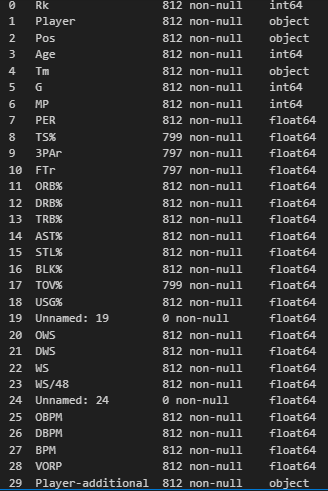 0 Rk 812 non-null int64
1 Player 812 non-null object
2 Pos 812 non-null object
3 Age 812 non-null int64
4 Tm 812 non-null object
5 G 812 non-null int64
6 MP 812 non-null int64
7 PER 812 non-null float64
8 TS% 799 non-null float64
9 3PAr 797 non-null float64
10 FTr 797 non-null float64
11 ORB% 812 non-null float64
12 DRB% 812 non-null float64
13 TRB% 812 non-null float64
14 AST% 812 non-null float64
15 STL% 812 non-null float64
16 BLK% 812 non-null float64
17 TOV% 799 non-null float64
18 USG% 812 non-null float64
19 Unnamed: 19 0 non-null float64
20 OWS 812 non-null float64
21 DWS 812 non-null float64
22 WS 812 non-null float64
23 WS/48 812 non-null float64
24 Unnamed: 24 0 non-null float64
25 OBPM 812 non-null float64
26 DBPM 812 non-null float64
27 BPM 812 non-null float64
28 VORP 812 non-null float64
29 Player-additional 812 non-null object